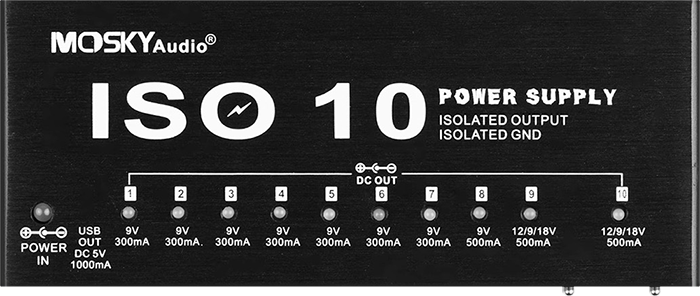 MOSKYAudio®
ISO 10
POWER SUPPLY
ISOLATED OUTPUT
ISOLATED GND
DC OUT
1 2 3 4 5 6 7 8 9 10
9V 9V 9V 9V 9V 9V 9V 9V 12/9/18V 12/9/18V
300mA 300mA. 300mA 300mA 300mA 300mA 300mA 500mA 500mA 500mA
POWER
IN
USB
OUT
DC 5V
1000mA